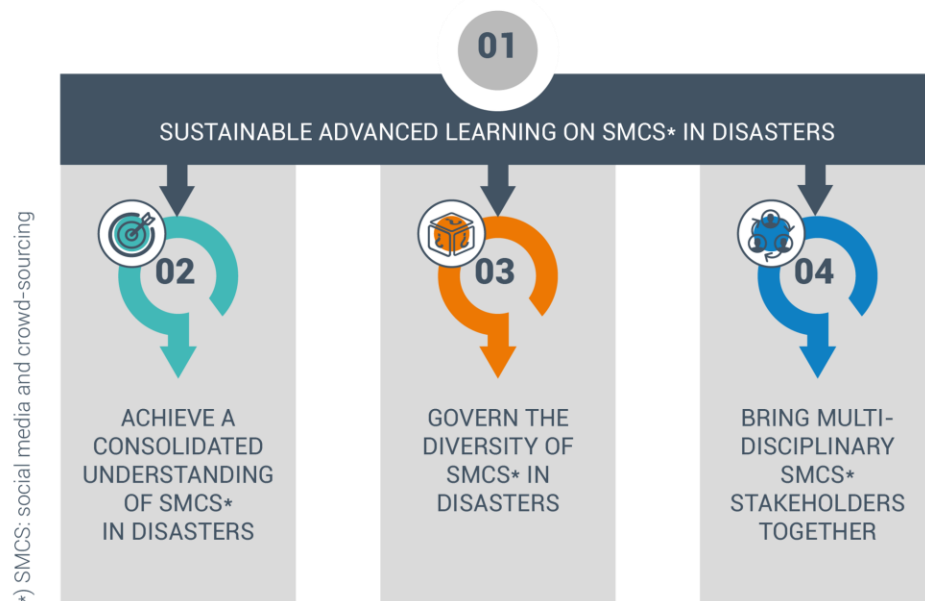 01
SUSTAINABLE ADVANCED LEARNING ON SMCS* IN DISASTERS
02
ACHIEVE A
CONSOLIDATED
UNDERSTANDING
OF SMCS*
IN DISASTERS
03
GOVERN THE
DIVERSITY OF
SMCS* IN
DISASTERS
04
BRING MULTI-
DISCIPLINARY
SMCS*
STAKEHOLDERS
TOGETHER
*) SMCS: social media and crowd-sourcing